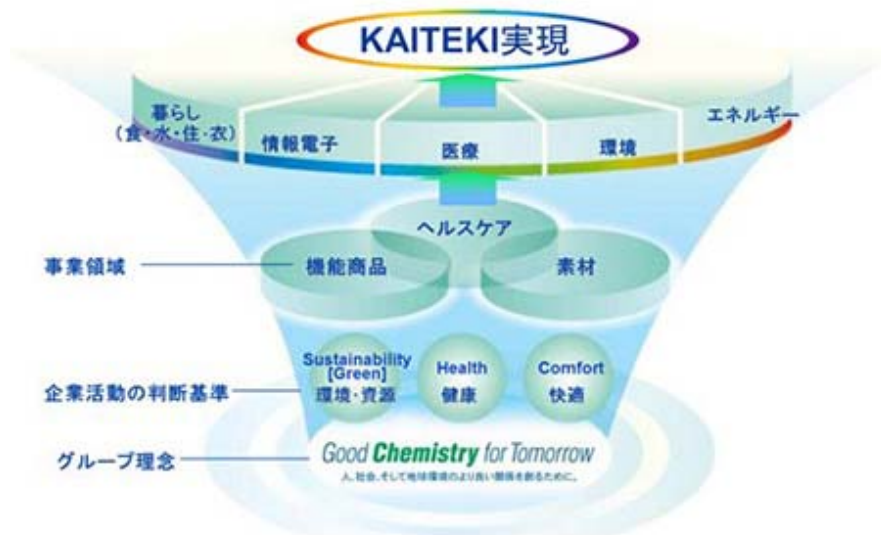 KAITEKI実現
暮らし
(食・水・住・衣)
情報電子
医療
環境
エネルギー
ヘルスケア
事業領域
機能商品
素材
Sustainability
[Green]
環境・資源
Health
健康
Comfort
快適
企業活動の判断基準
グループ理念
Good Chemistry for Tomorrow
人、社会、そして地球環境のより良い関係を創るために。